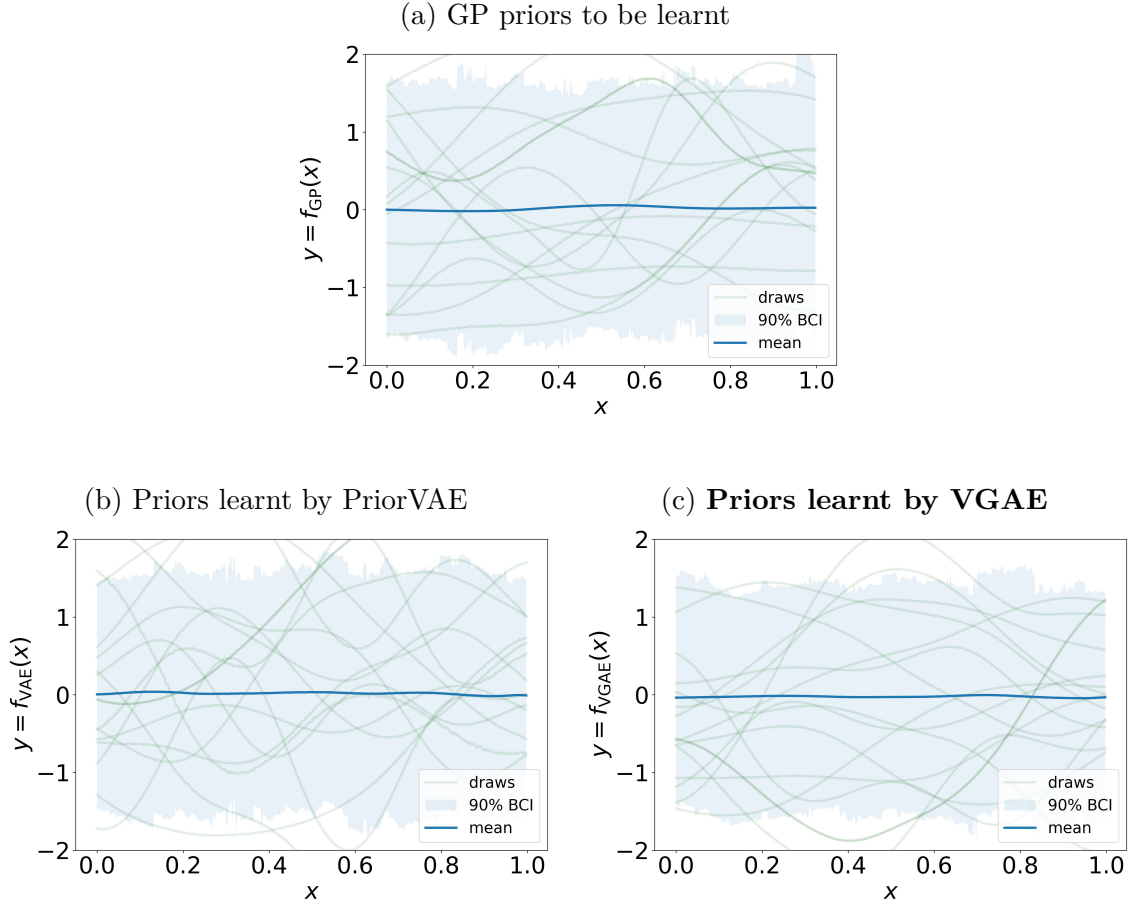 (a) GP priors to be learnt
2
1
0
−1
−2
y = f_GP(x)
0.0 0.2 0.4 0.6 0.8 1.0
x
draws
90% BCI
mean
(b) Priors learnt by PriorVAE
2
1
0
−1
−2
y = f_VAE(x)
0.0 0.2 0.4 0.6 0.8 1.0
x
draws
90% BCI
mean
(c) Priors learnt by VGAE
2
1
0
−1
−2
y = f_VGAE(x)
0.0 0.2 0.4 0.6 0.8 1.0
x
draws
90% BCI
mean